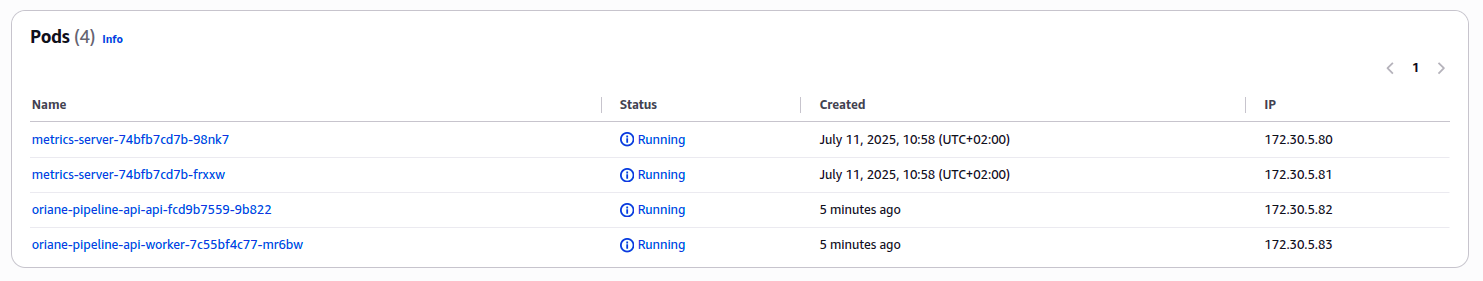 Pods (4) Info
1
Name Status Created IP
metrics-server-74bfb7cd7b-98nk7 Running July 11, 2025, 10:58 (UTC+02:00) 172.30.5.80
metrics-server-74bfb7cd7b-frxxw Running July 11, 2025, 10:58 (UTC+02:00) 172.30.5.81
oriane-pipeline-api-api-fcd9b7559-9b822 Running 5 minutes ago 172.30.5.82
oriane-pipeline-api-worker-7c55bf4c77-mr6bw Running 5 minutes ago 172.30.5.83